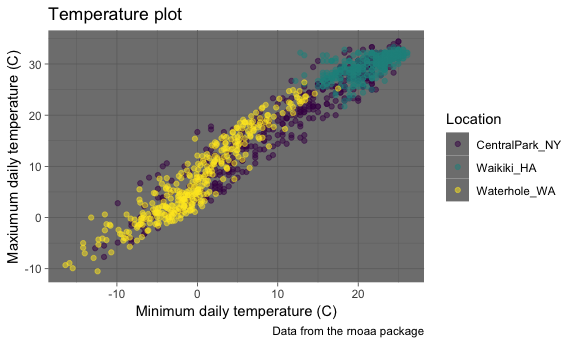 Temperature plot
Maxiumum daily temperature (C)
30
20
10
0
-10
-10
0
10
20
Minimum daily temperature (C)
Location
CentralPark_NY
Waikiki_HA
Waterhole_WA
Data from the rnoaa package